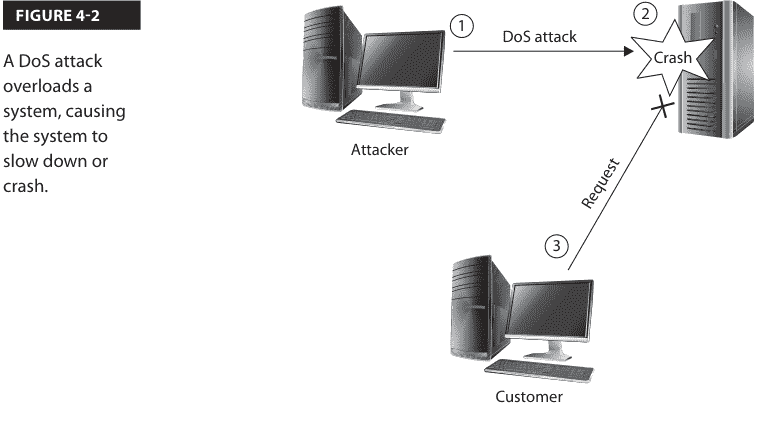 FIGURE 4-2
A DoS attack
overloads a
system, causing
the system to
slow down or
crash.
1
DoS attack
2
Crash
Attacker
Request
3
Customer